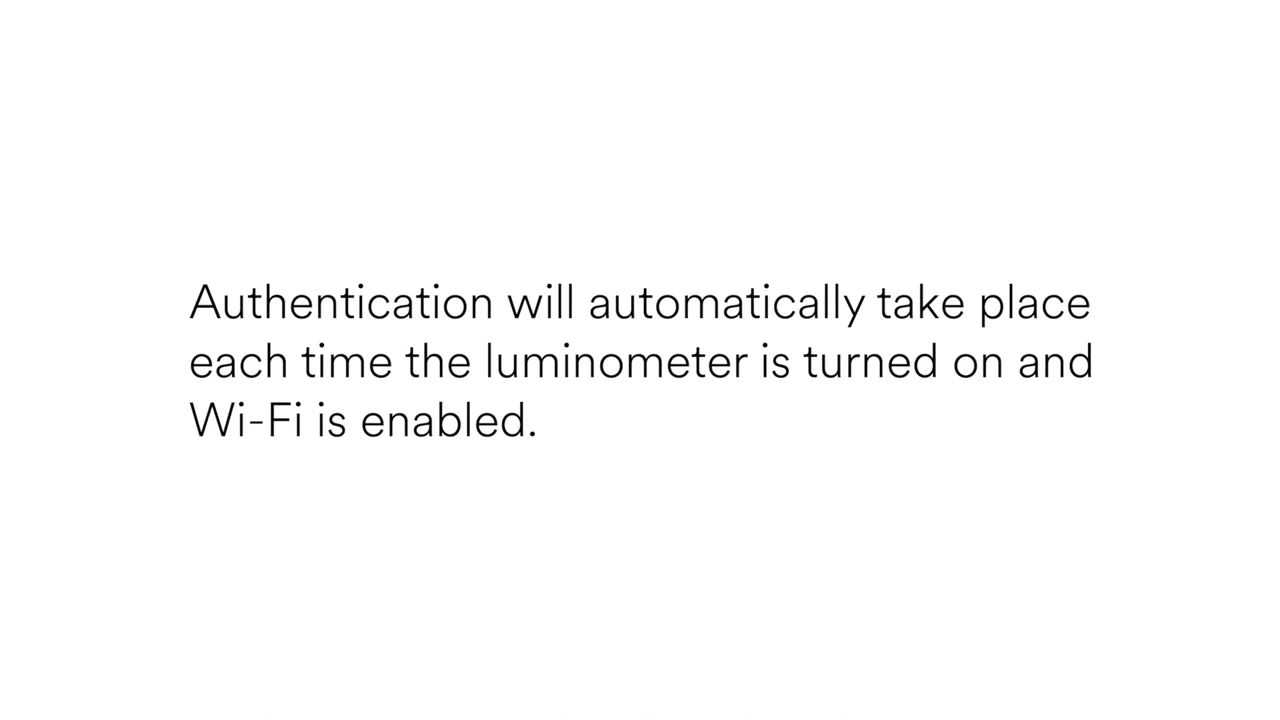 Authentication will automatically take place
each time the luminometer is turned on and
Wi-Fi is enabled.